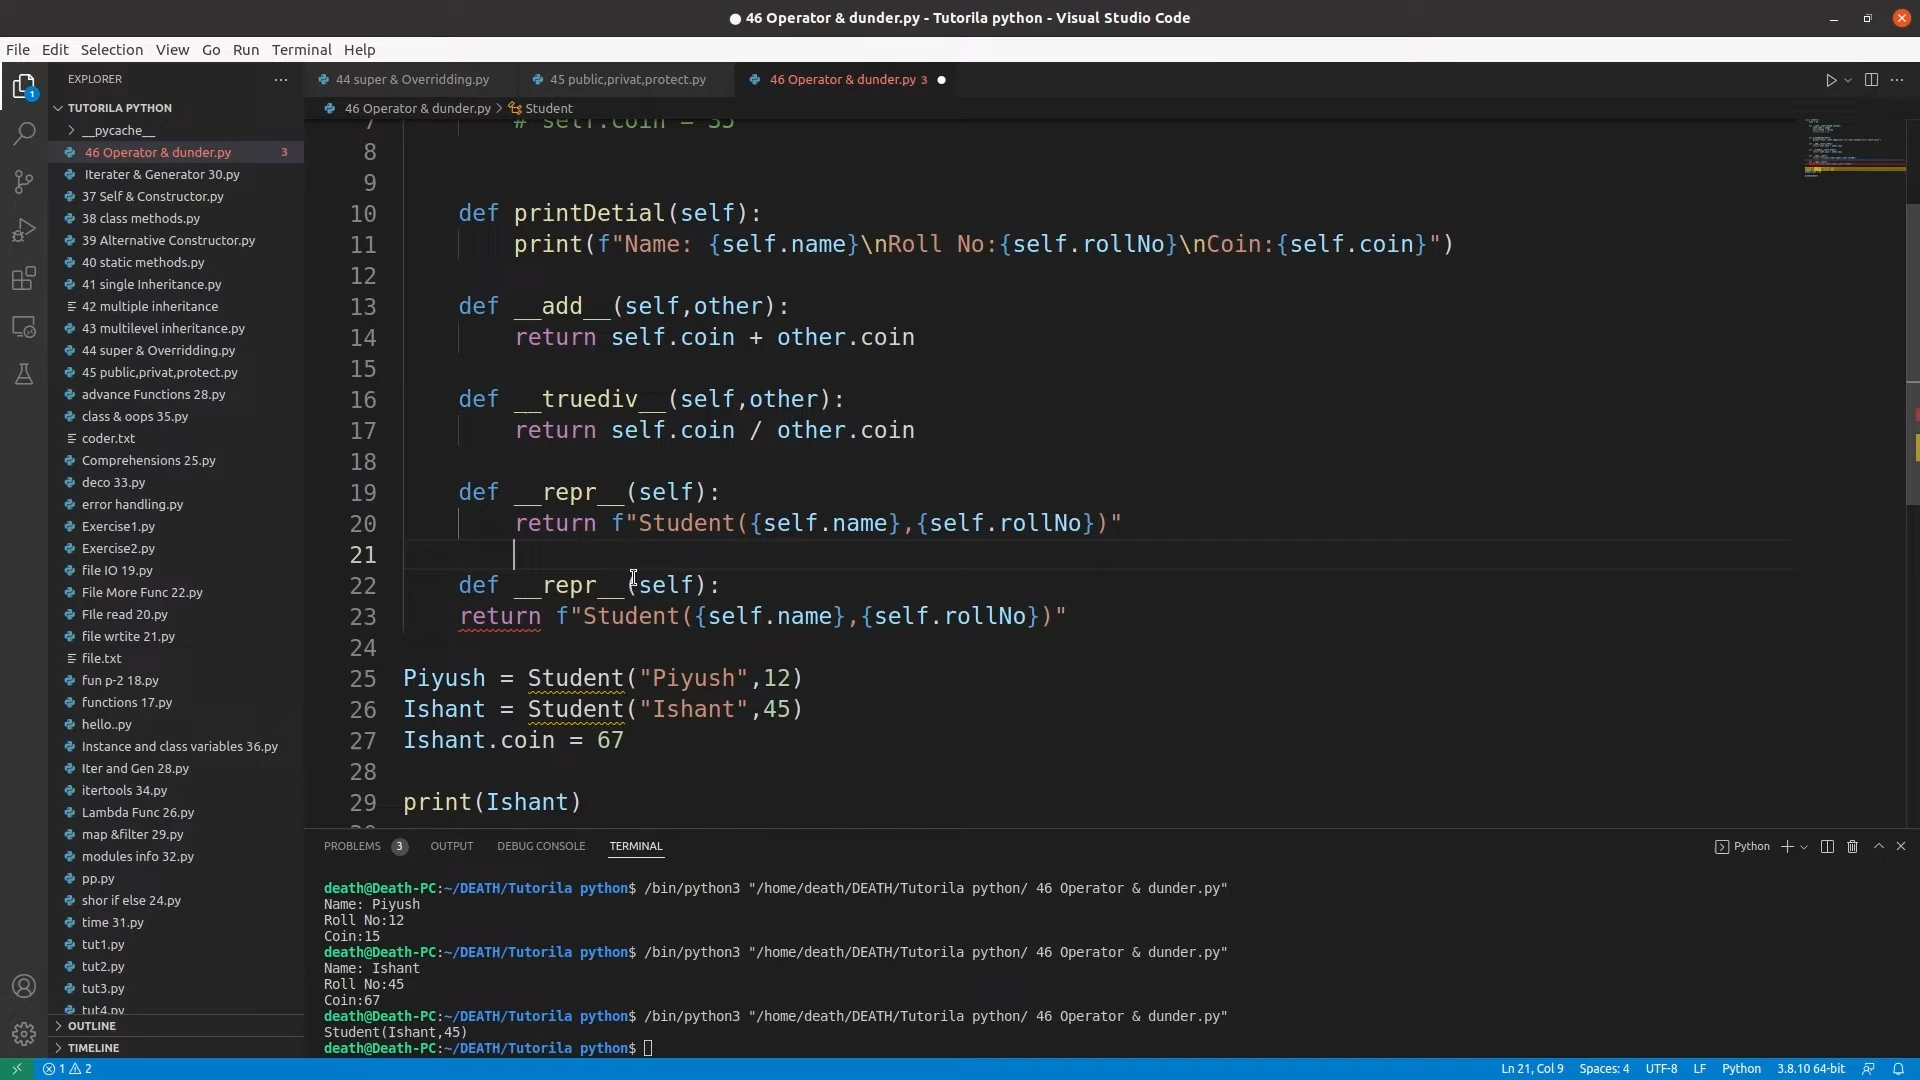 ● 46 Operator & dunder.py - Tutorila python - Visual Studio Code
File Edit Selection View Go Run Terminal Help
EXPLORER
44 super & Overridding.py 45 public,privat,protect.py 46 Operator & dunder.py 3
46 Operator & dunder.py > Student
TUTORILA PYTHON
__pycache__
46 Operator & dunder.py 3
Iterater & Generator 30.py
37 Self & Constructor.py
38 class methods.py
39 Alternative Constructor.py
40 static methods.py
41 single Inheritance.py
42 multiple inheritance
43 multilevel inheritance.py
44 super & Overridding.py
45 public,privat,protect.py
advance Functions 28.py
class & oops 35.py
coder.txt
Comprehensions 25.py
deco 33.py
error handling.py
Exercise1.py
Exercise2.py
file IO 19.py
File More Func 22.py
FIle read 20.py
file wrtite 21.py
file.txt
fun p-2 18.py
functions 17.py
hello..py
Instance and class variables 36.py
Iter and Gen 28.py
itertools 34.py
Lambda Func 26.py
map &filter 29.py
modules info 32.py
pp.py
shor if else 24.py
time 31.py
tut1.py
tut2.py
tut3.py
tut4.py
OUTLINE
TIMELINE
7 # self.coin = 35
8
9
10 def printDetial(self):
11 print(f"Name: {self.name}\nRoll No:{self.rollNo}\nCoin:{self.coin}")
12
13 def __add__(self,other):
14 return self.coin + other.coin
15
16 def __truediv__(self,other):
17 return self.coin / other.coin
18
19 def __repr__(self):
20 return f"Student({self.name},{self.rollNo})"
21
22 def __repr__(self):
23 return f"Student({self.name},{self.rollNo})"
24
25 Piyush = Student("Piyush",12)
26 Ishant = Student("Ishant",45)
27 Ishant.coin = 67
28
29 print(Ishant)
PROBLEMS 3 OUTPUT DEBUG CONSOLE TERMINAL Python
death@Death-PC:~/DEATH/Tutorila python$ /bin/python3 "/home/death/DEATH/Tutorila python/ 46 Operator & dunder.py"
Name: Piyush
Roll No:12
Coin:15
death@Death-PC:~/DEATH/Tutorila python$ /bin/python3 "/home/death/DEATH/Tutorila python/ 46 Operator & dunder.py"
Name: Ishant
Roll No:45
Coin:67
death@Death-PC:~/DEATH/Tutorila python$ /bin/python3 "/home/death/DEATH/Tutorila python/ 46 Operator & dunder.py"
Student(Ishant,45)
death@Death-PC:~/DEATH/Tutorila python$
1 2 Ln 21, Col 9 Spaces: 4 UTF-8 LF Python 3.8.10 64-bit